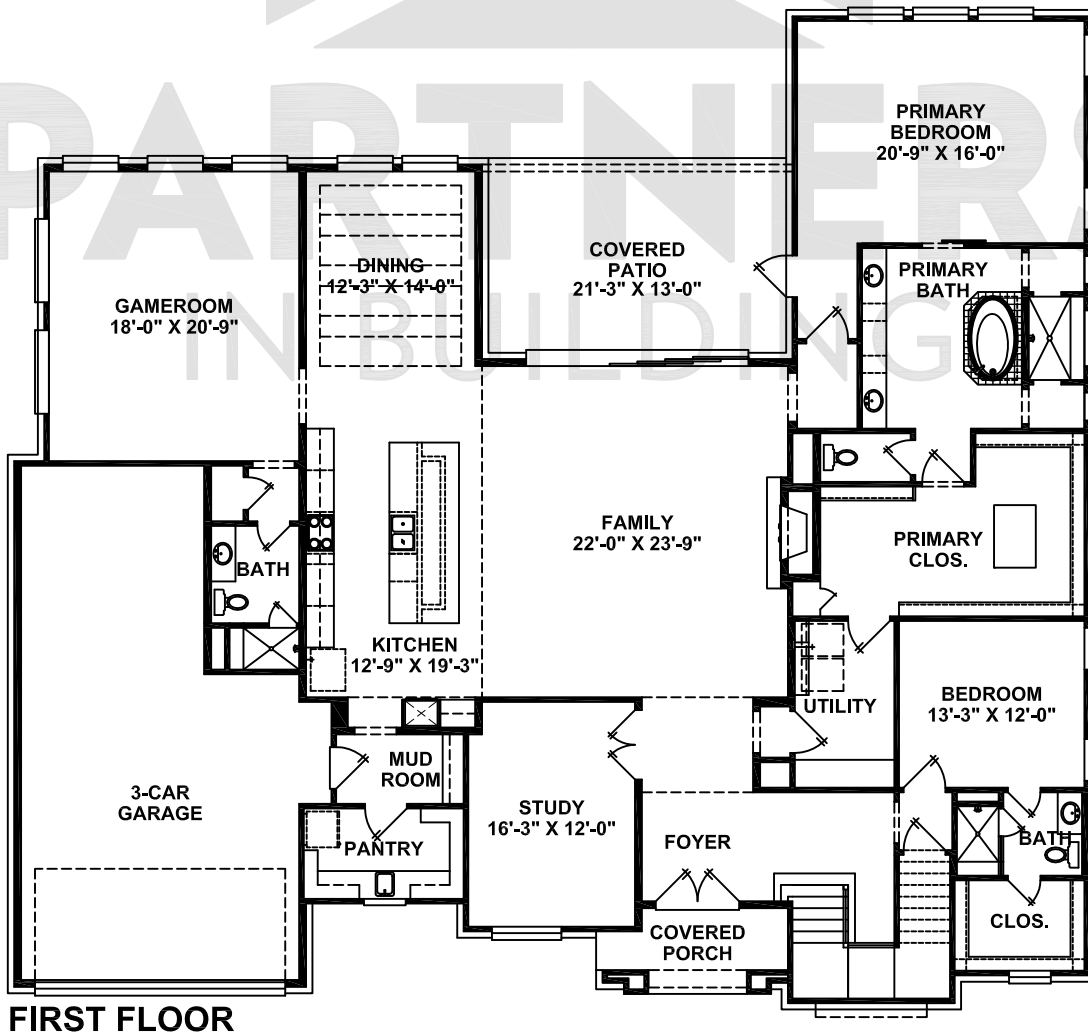 PARTNERS
IN BUILDING
PRIMARY
BEDROOM
20'-9" X 16'-0"
COVERED
PATIO
21'-3" X 13'-0"
DINING
12'-3" X 14'-0"
GAMEROOM
18'-0" X 20'-9"
PRIMARY
BATH
FAMILY
22'-0" X 23'-9"
PRIMARY
CLOS.
BATH
KITCHEN
12'-9" X 19'-3"
UTILITY
BEDROOM
13'-3" X 12'-0"
MUD
ROOM
3-CAR
GARAGE
STUDY
16'-3" X 12'-0"
PANTRY
FOYER
BATH
COVERED
PORCH
CLOS.
FIRST FLOOR